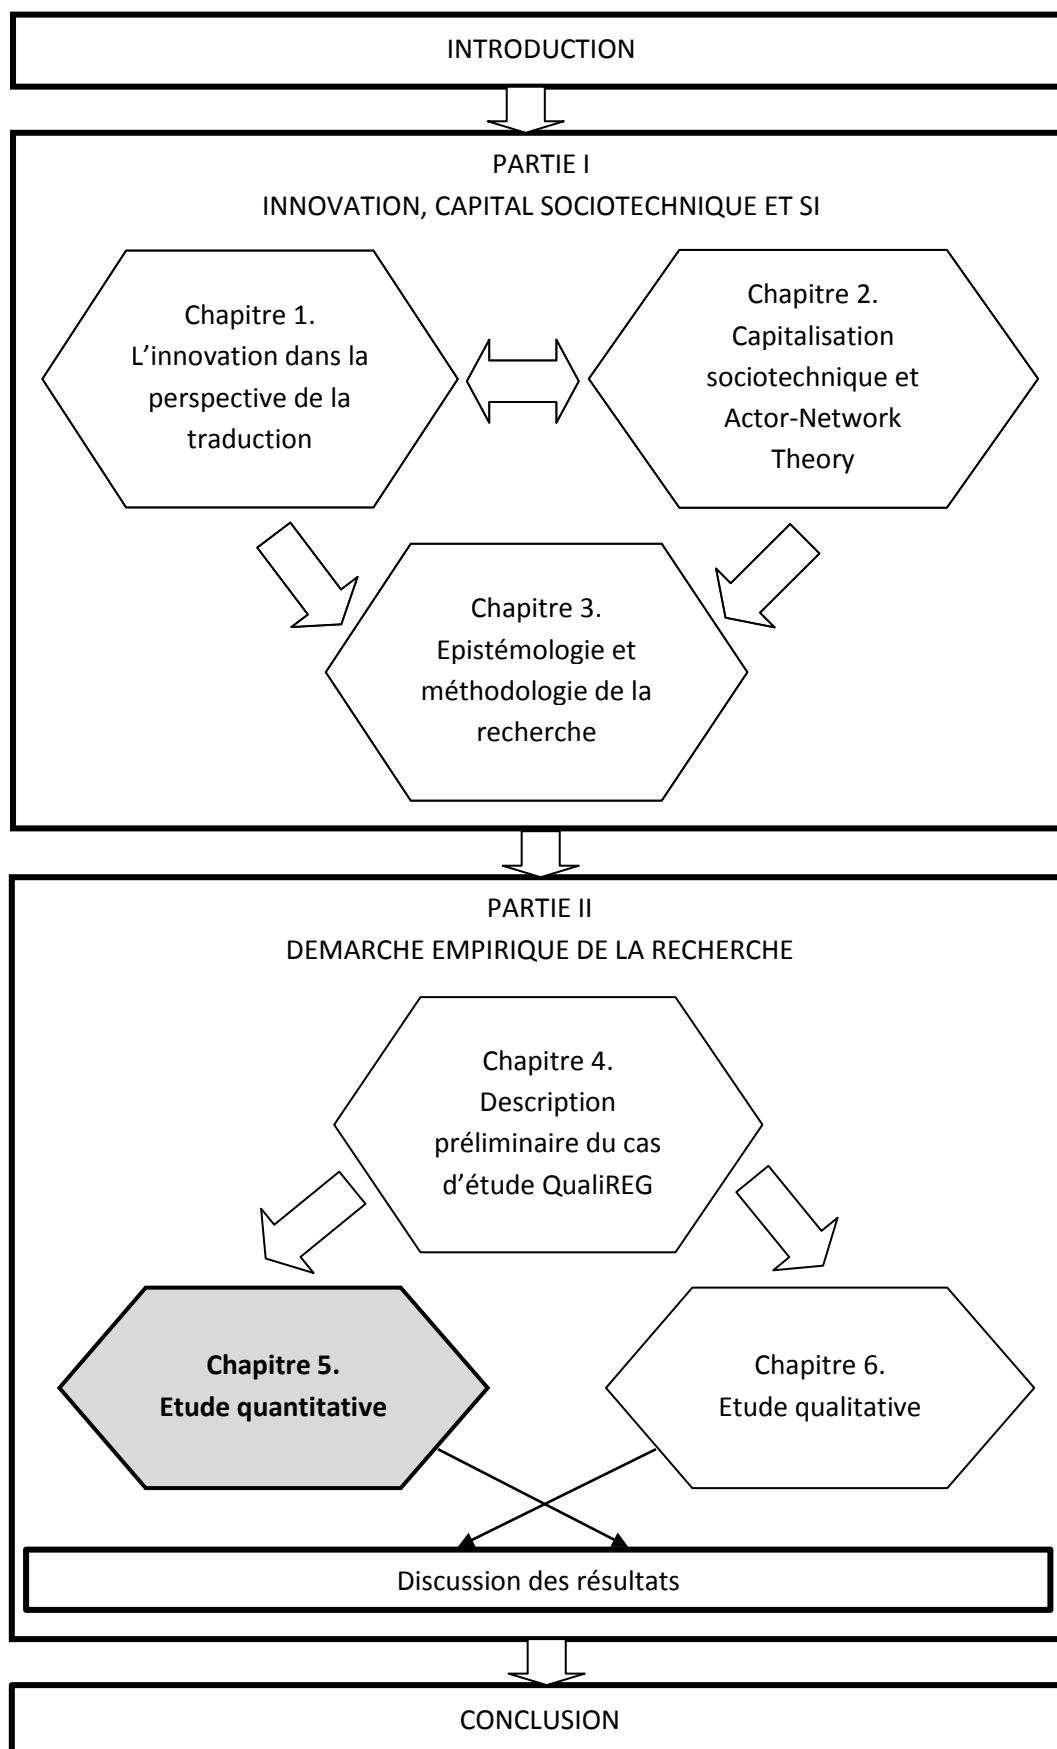 INTRODUCTION
PARTIE I
INNOVATION, CAPITAL SOCIOTECHNIQUE ET SI
Chapitre 1.
L’innovation dans la
perspective de la
traduction
Chapitre 2.
Capitalisation
sociotechnique et
Actor-Network
Theory
Chapitre 3.
Epistémologie et
méthodologie de la
recherche
PARTIE II
DEMARCHE EMPIRIQUE DE LA RECHERCHE
Chapitre 4.
Description
préliminaire du cas
d’étude QualiREG
Chapitre 5.
Etude quantitative
Chapitre 6.
Etude qualitative
Discussion des résultats
CONCLUSION